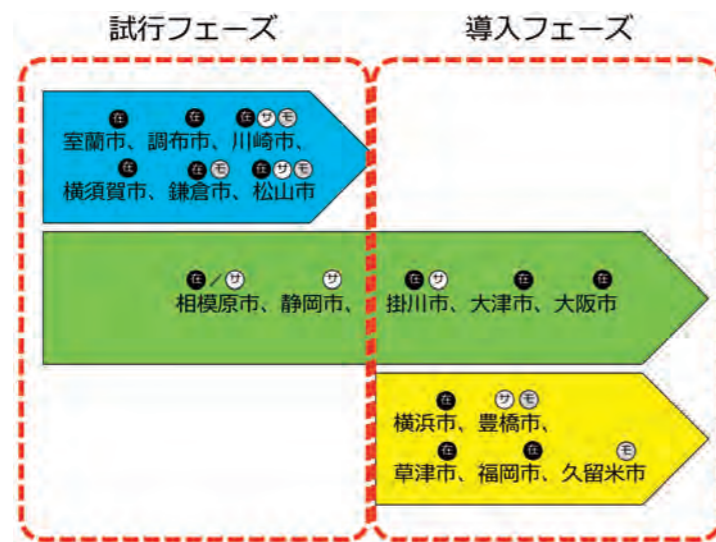 試行フェーズ 導入フェーズ
在 在 在 サ モ
室蘭市、調布市、川崎市、
在 在 モ 在 サ モ
横須賀市、鎌倉市、松山市
在／サ サ 在 サ 在 在
相模原市、静岡市、掛川市、大津市、大阪市
在 サ モ
横浜市、豊橋市、
在 在 モ
草津市、福岡市、久留米市